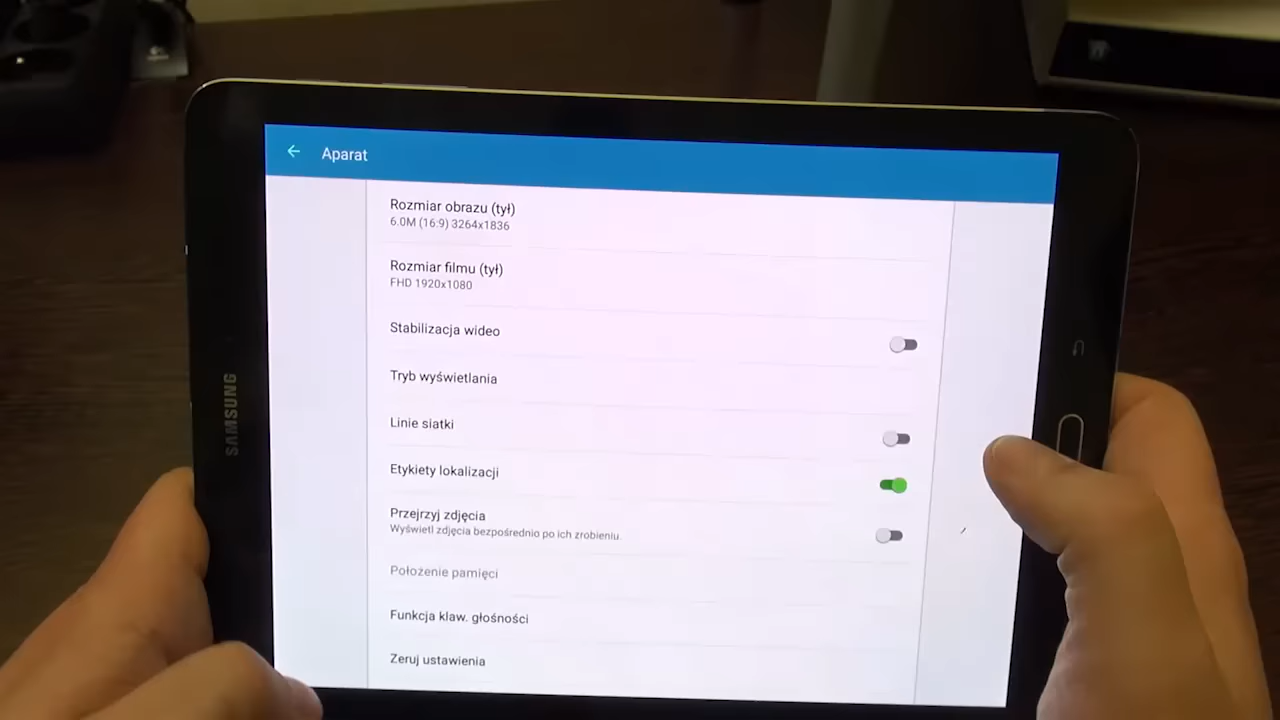 Aparat
Rozmiar obrazu (tył)
6.0M (16:9) 3264x1836
Rozmiar filmu (tył)
FHD 1920x1080
Stabilizacja wideo
Tryb wyświetlania
Linie siatki
Etykiety lokalizacji
Przejrzyj zdjęcia
Wyświetl zdjęcia bezpośrednio po ich zrobieniu.
Położenie pamięci
Funkcja klaw. głośności
Zeruj ustawienia
SAMSUNG